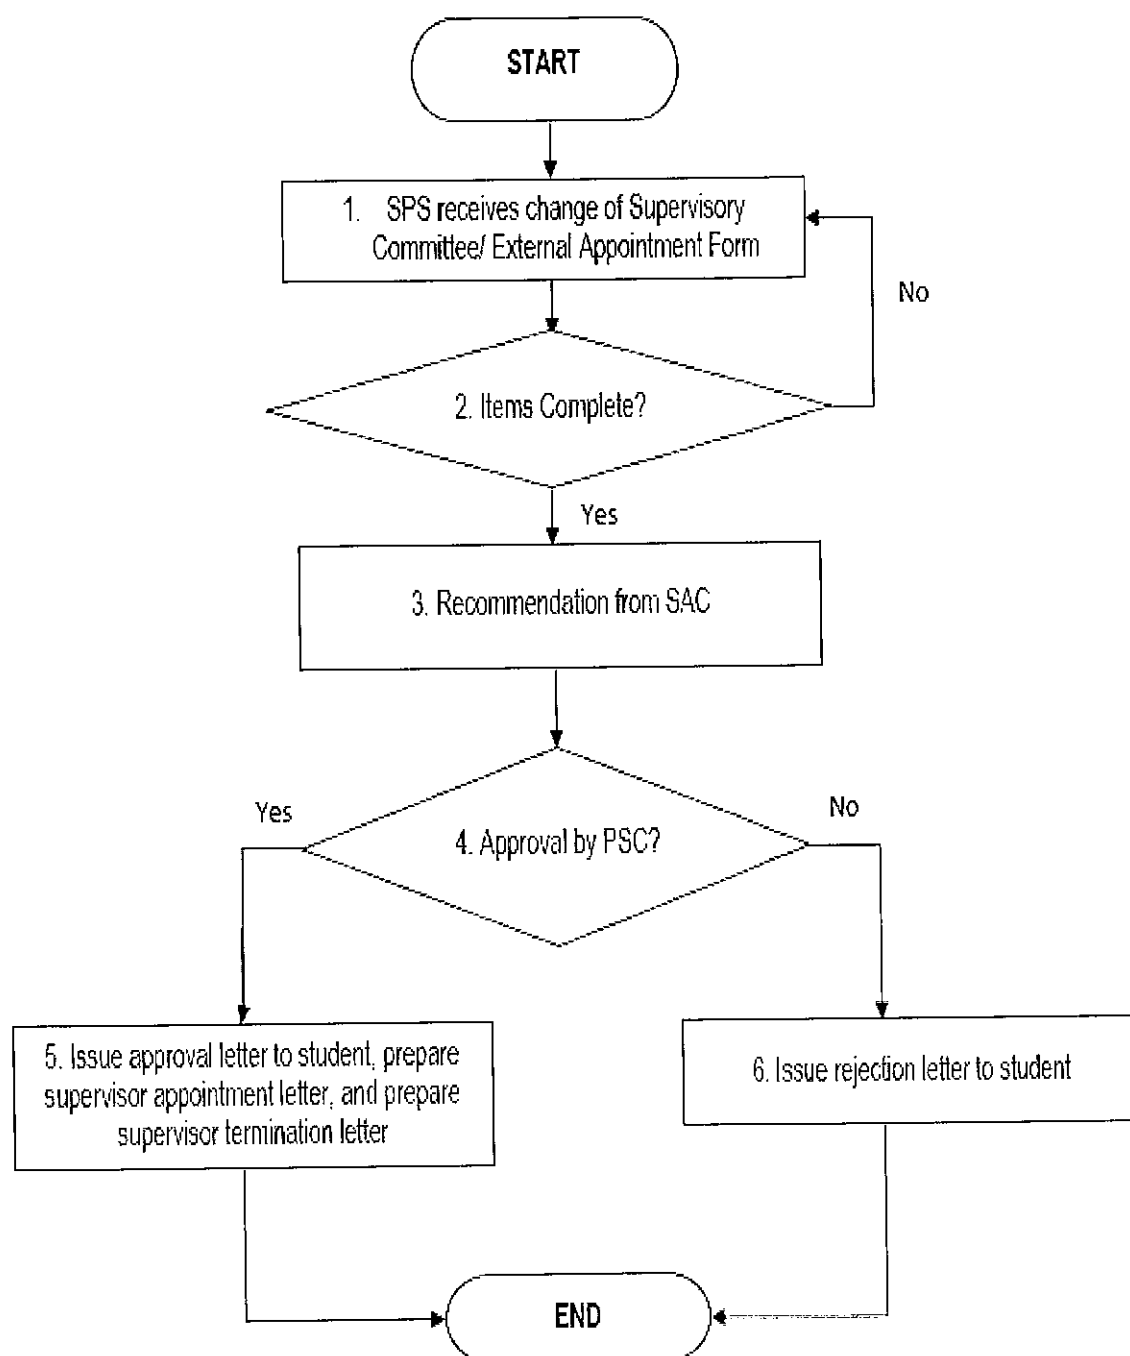 START
1. SPS receives change of Supervisory
Committee/ External Appointment Form
No
2. Items Complete?
Yes
3. Recommendation from SAC
Yes
No
4. Approval by PSC?
5. Issue approval letter to student, prepare
supervisor appointment letter, and prepare
supervisor termination letter
6. Issue rejection letter to student
END